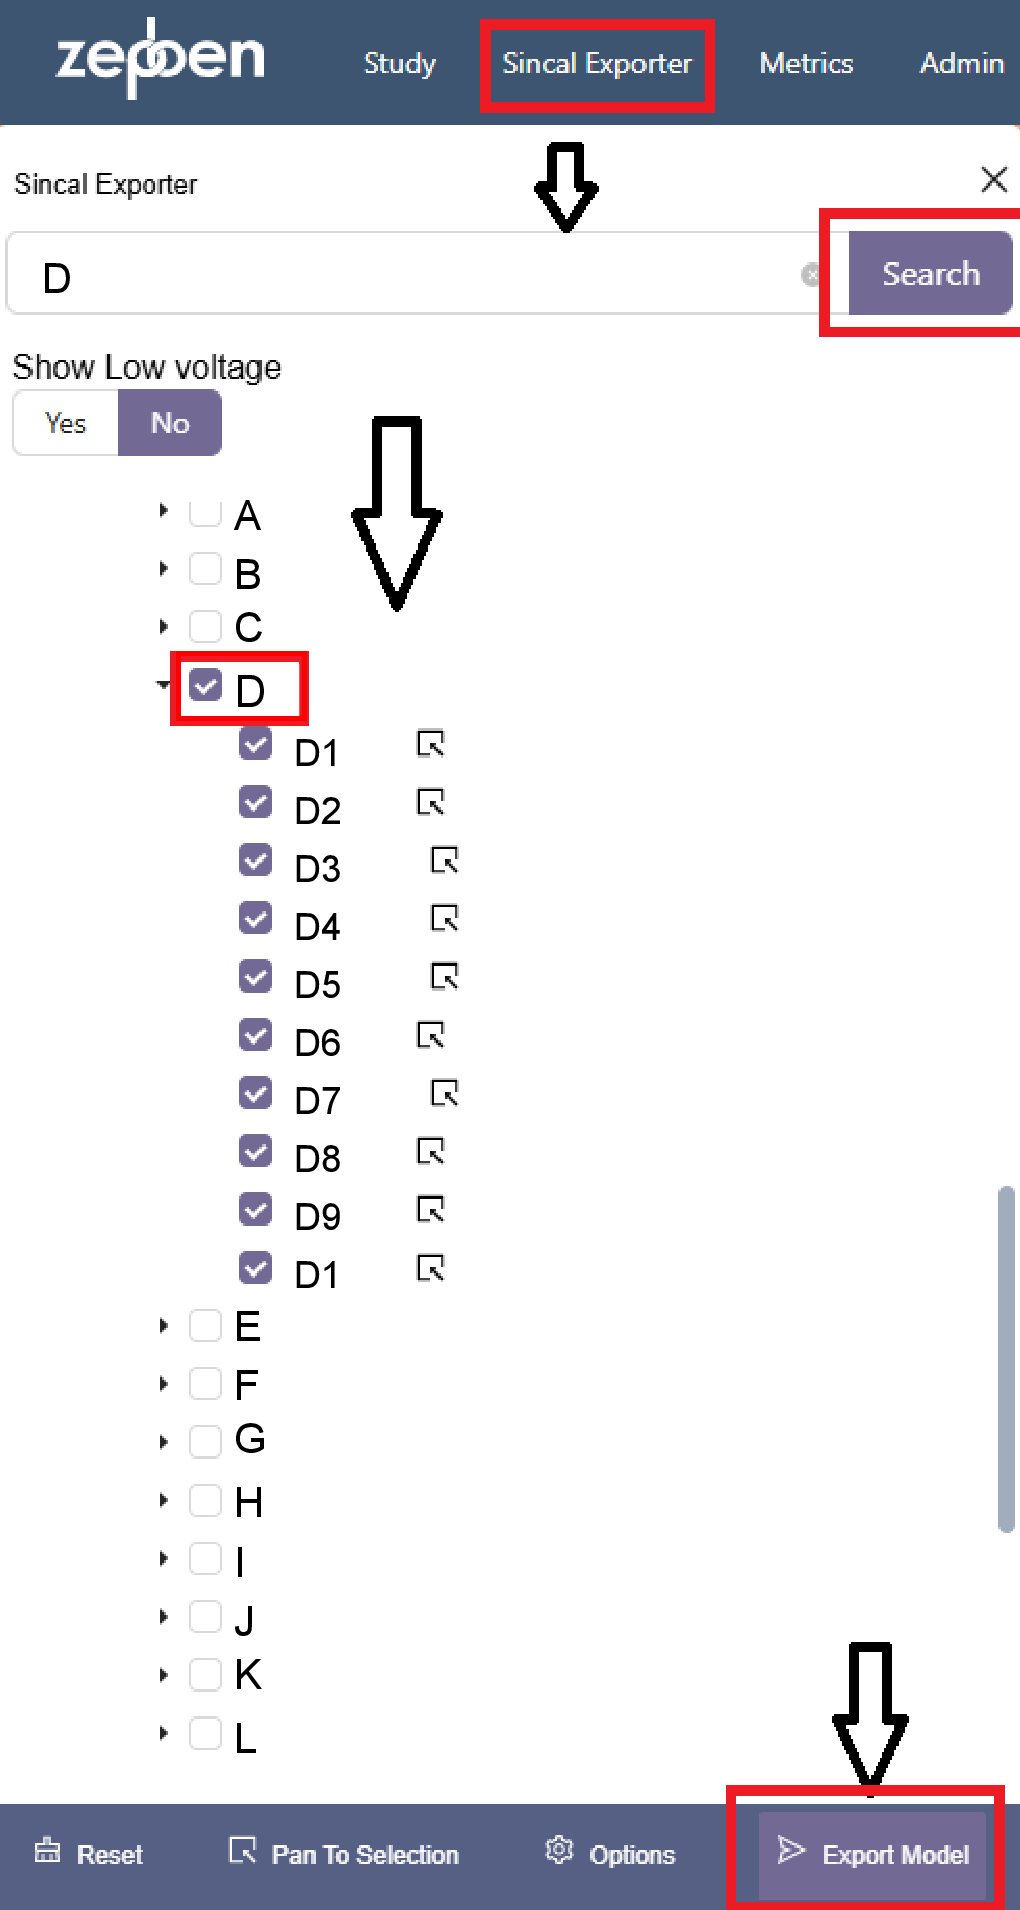 zepben Study Sincal Exporter Metrics Admin
Sincal Exporter
D Search
Show Low voltage
Yes No
A
B
C
D
D1
D2
D3
D4
D5
D6
D7
D8
D9
D1
E
F
G
H
I
J
K
L
Reset Pan To Selection Options Export Model